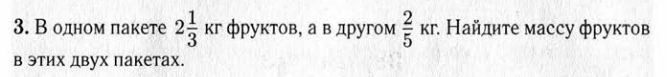 3. В одном пакете 2 1/3 кг фруктов, а в другом 2/5 кг. Найдите массу фруктов
в этих двух пакетах.